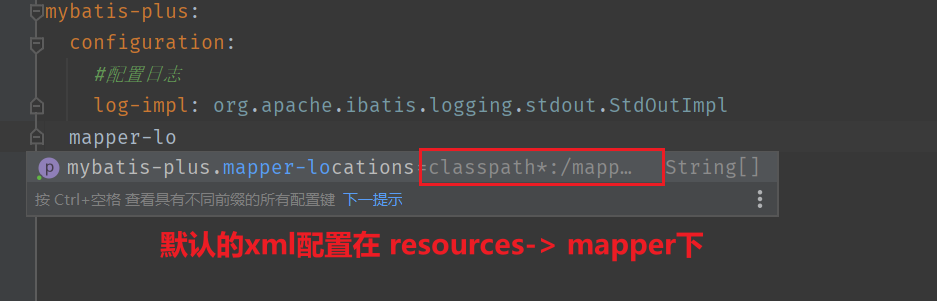 mybatis-plus:
configuration:
#配置日志
log-impl: org.apache.ibatis.logging.stdout.StdOutImpl
mapper-lo
p mybatis-plus.mapper-locations=classpath*:/mapp… String[]
按 Ctrl+空格 查看具有不同前缀的所有配置键 下一提示
默认的xml配置在 resources-> mapper下